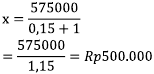 x = 575000 / 0,15 + 1
= 575000 / 1,15 = Rp500.000